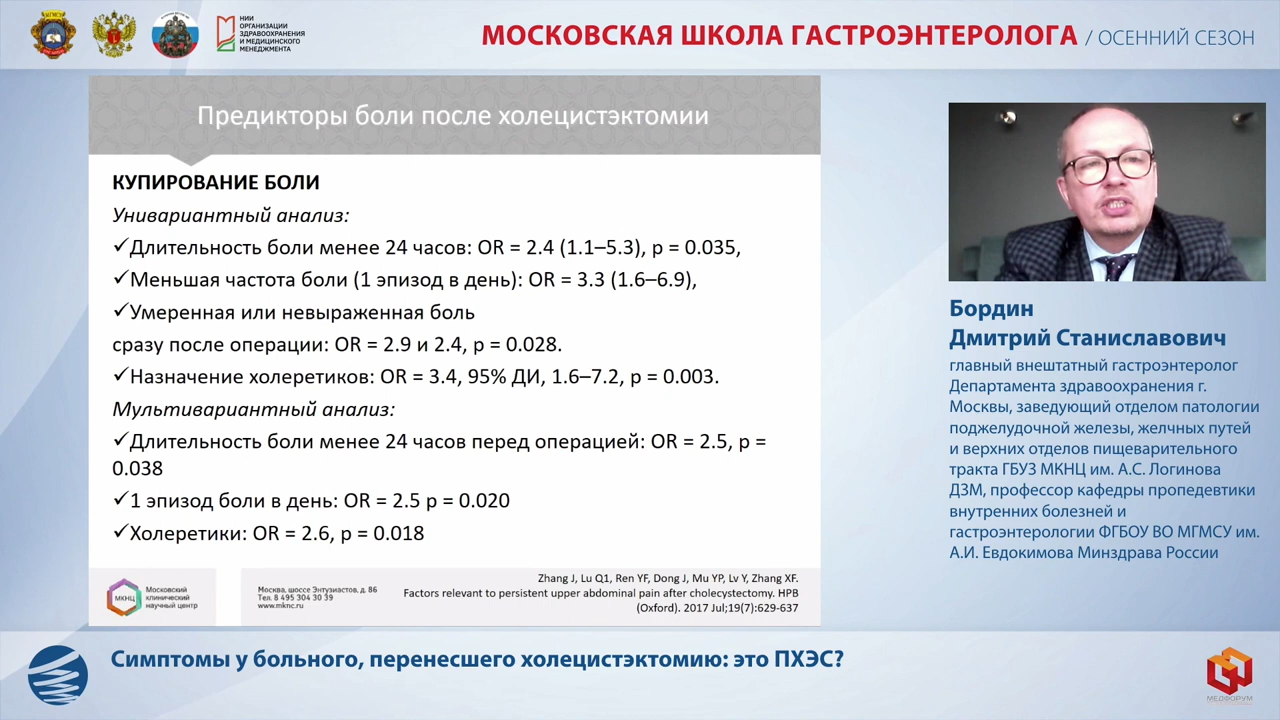 НИИ
ОРГАНИЗАЦИИ
ЗДРАВООХРАНЕНИЯ
И МЕДИЦИНСКОГО
МЕНЕДЖМЕНТА
МОСКОВСКАЯ ШКОЛА ГАСТРОЭНТЕРОЛОГА / ОСЕННИЙ СЕЗОН
Предикторы боли после холецистэктомии
КУПИРОВАНИЕ БОЛИ
Унивариантный анализ:
✓Длительность боли менее 24 часов: OR = 2.4 (1.1–5.3), p = 0.035,
✓Меньшая частота боли (1 эпизод в день): OR = 3.3 (1.6–6.9),
✓Умеренная или невыраженная боль
сразу после операции: OR = 2.9 и 2.4, p = 0.028.
✓Назначение холеретиков: OR = 3.4, 95% ДИ, 1.6–7.2, p = 0.003.
Мультивариантный анализ:
✓Длительность боли менее 24 часов перед операцией: OR = 2.5, p =
0.038
✓1 эпизод боли в день: OR = 2.5 p = 0.020
✓Холеретики: OR = 2.6, p = 0.018
МКНЦ
Московский
клинический
научный центр
Москва, шоссе Энтузиастов, д. 86
Тел. 8 495 304 30 39
www.mknc.ru
Zhang J, Lu Q1, Ren YF, Dong J, Mu YP, Lv Y, Zhang XF.
Factors relevant to persistent upper abdominal pain after cholecystectomy. HPB
(Oxford). 2017 Jul;19(7):629-637
Бордин
Дмитрий Станиславович
главный внештатный гастроэнтеролог
Департамента здравоохранения г.
Москвы, заведующий отделом патологии
поджелудочной железы, желчных путей
и верхних отделов пищеварительного
тракта ГБУЗ МКНЦ им. А.С. Логинова
ДЗМ, профессор кафедры пропедевтики
внутренних болезней и
гастроэнтерологии ФГБОУ ВО МГМСУ им.
А.И. Евдокимова Минздрава России
Симптомы у больного, перенесшего холецистэктомию: это ПХЭС?
МЕДФОРУМ